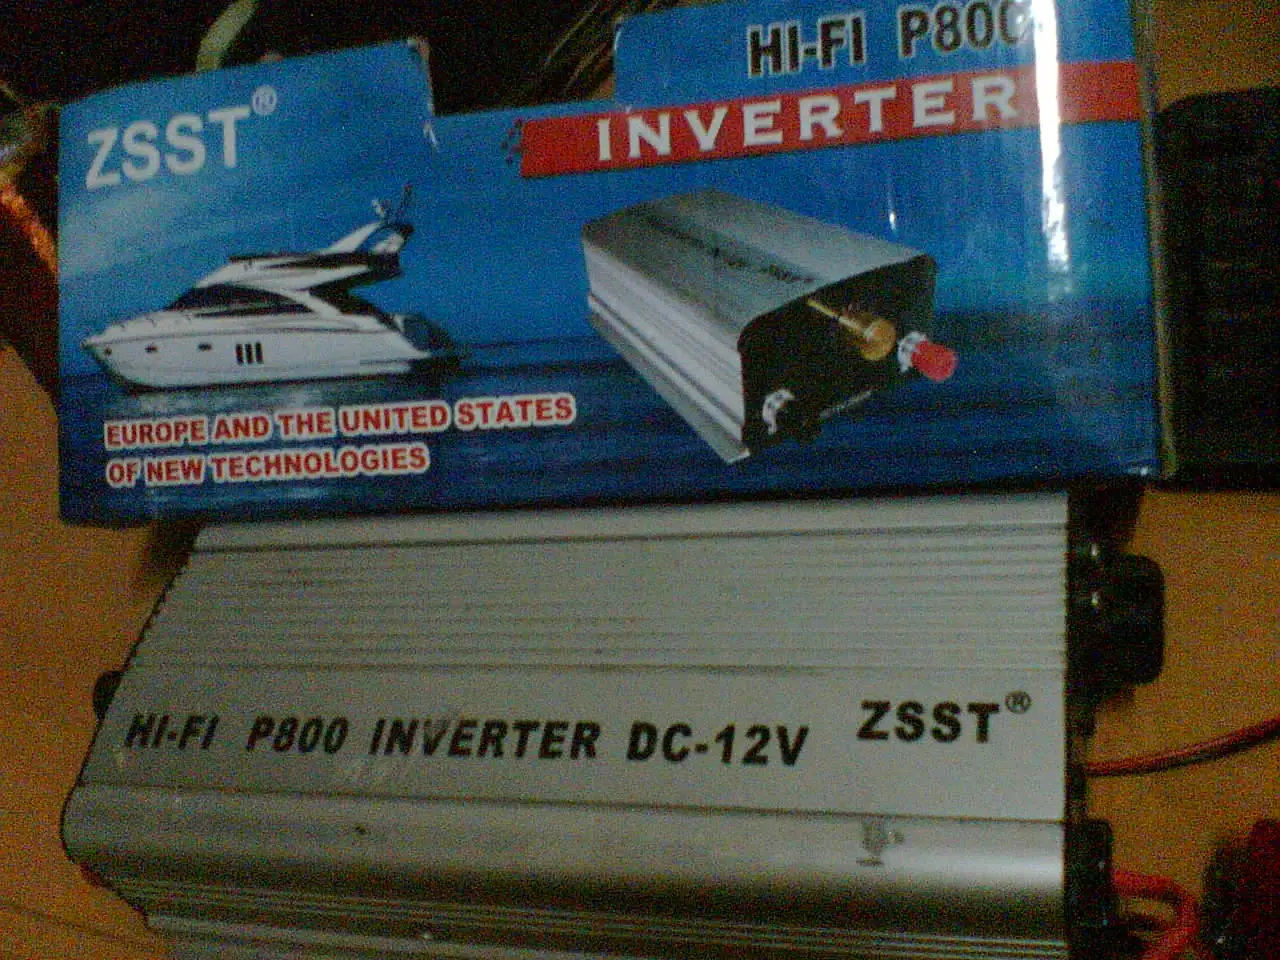 ZSST®
HI-FI P800
INVERTER
EUROPE AND THE UNITED STATES
OF NEW TECHNOLOGIES
HI-FI P800 INVERTER DC-12V ZSST®